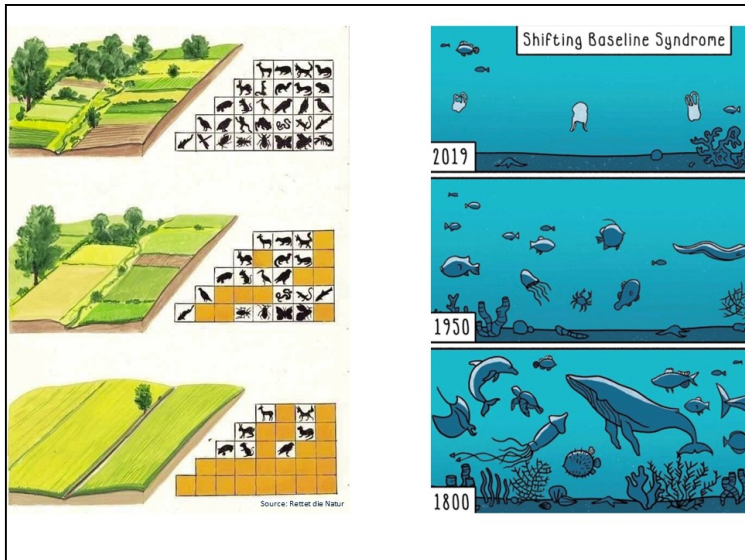 Source: Rettet die Natur
Shifting Baseline Syndrome
2019
1950
1800